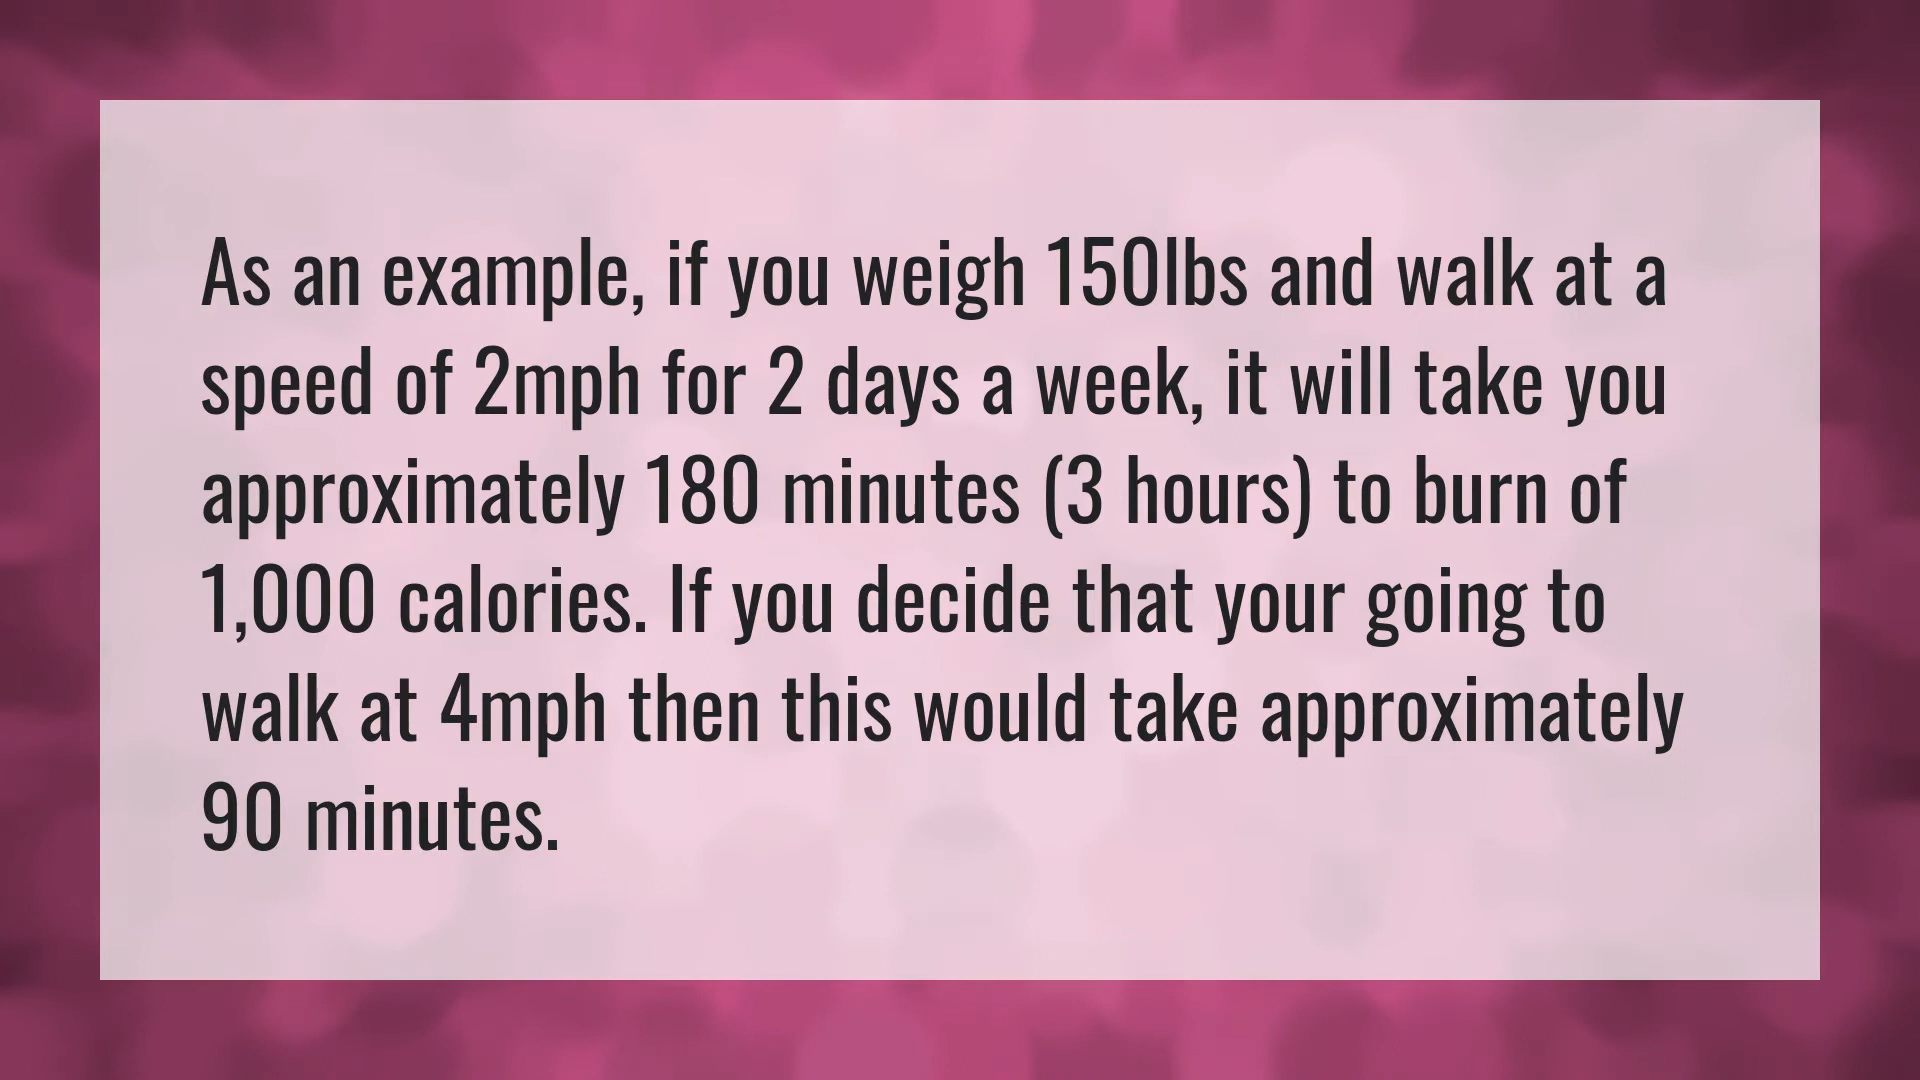 As an example, if you weigh 150lbs and walk at a
speed of 2mph for 2 days a week, it will take you
approximately 180 minutes (3 hours) to burn of
1,000 calories. If you decide that your going to
walk at 4mph then this would take approximately
90 minutes.